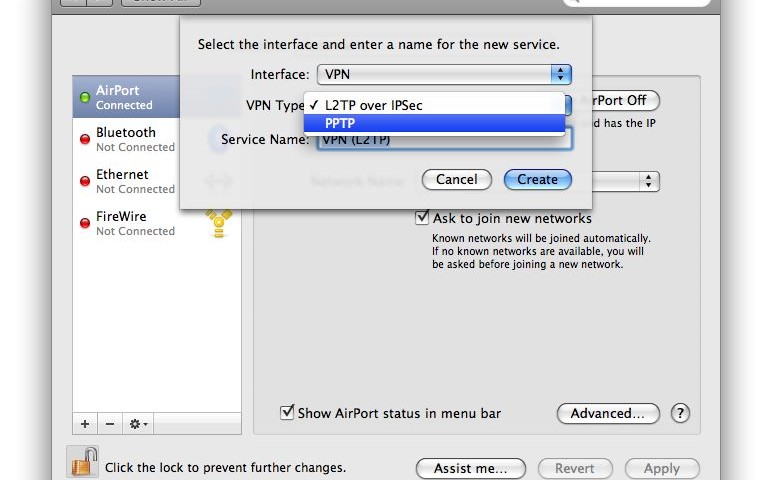 Select the interface and enter a name for the new service.
Interface: VPN
VPN Type ✓ L2TP over IPSec
PPTP
Service Name: VPN (L2TP)
Cancel Create
AirPort
Connected
Bluetooth
Not Connected
Ethernet
Not Connected
FireWire
Not Connected
rPort Off
d has the IP
Ask to join new networks
Known networks will be joined automatically.
If no known networks are available, you will
be asked before joining a new network.
Show AirPort status in menu bar
Advanced... ?
Click the lock to prevent further changes.
Assist me... Revert Apply